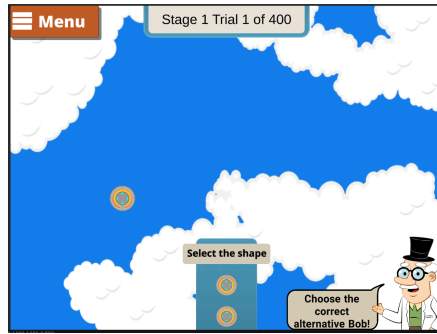 Menu
Stage 1 Trial 1 of 400
Select the shape
Choose the
correct
alternative Bob!